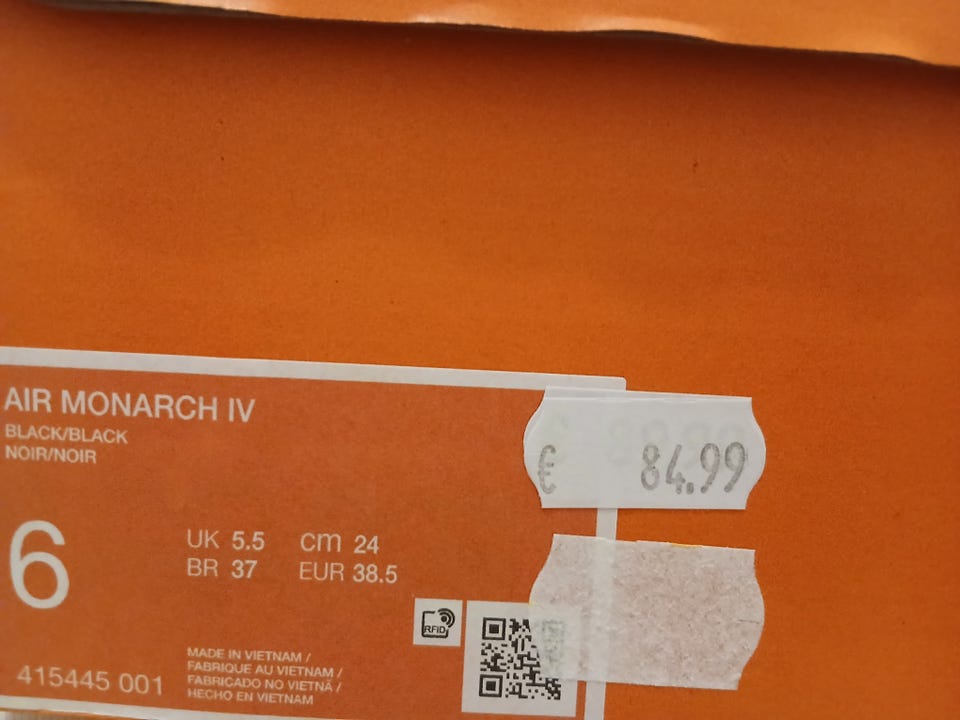 AIR MONARCH IV
BLACK/BLACK
NOIR/NOIR
€ 84.99
6
UK 5.5 CM 24
BR 37 EUR 38.5
RFID
415445 001
MADE IN VIETNAM /
FABRIQUE AU VIETNAM /
FABRICADO NO VIETNÃ /
HECHO EN VIETNAM